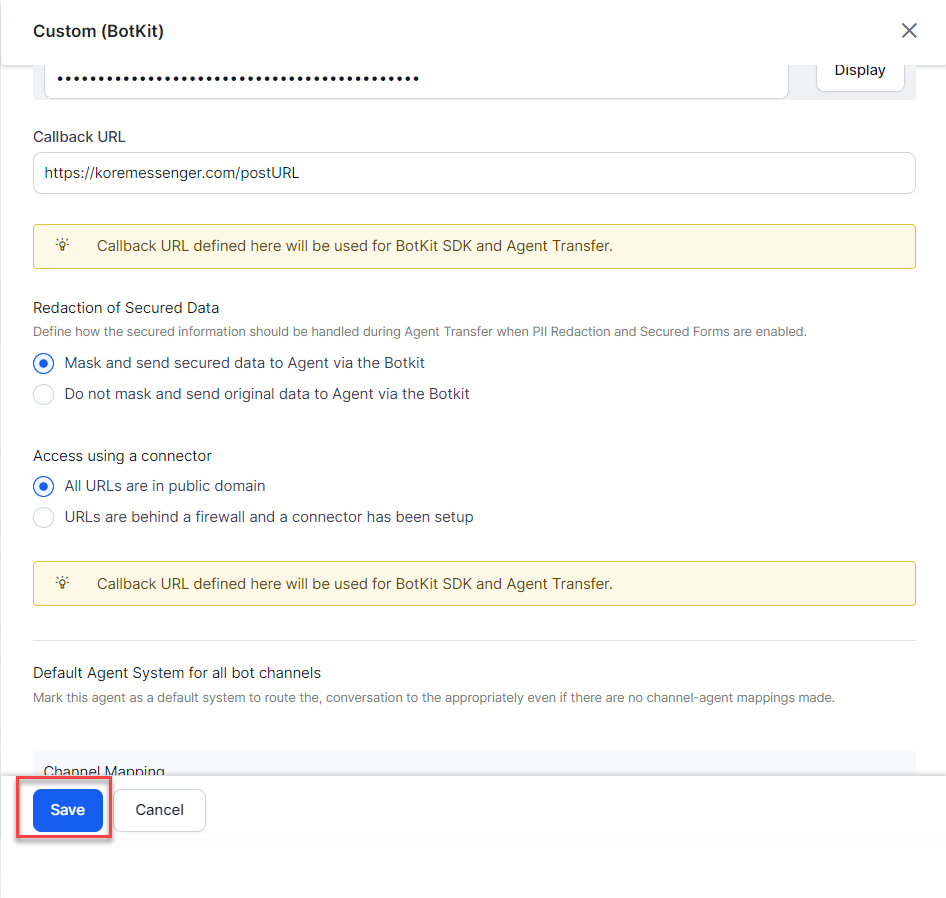 Custom (BotKit)
••••••••••••••••••••••••••••••••••••••••••••
Display
Callback URL
https://koremessenger.com/postURL
Callback URL defined here will be used for BotKit SDK and Agent Transfer.
Redaction of Secured Data
Define how the secured information should be handled during Agent Transfer when PII Redaction and Secured Forms are enabled.
Mask and send secured data to Agent via the Botkit
Do not mask and send original data to Agent via the Botkit
Access using a connector
All URLs are in public domain
URLs are behind a firewall and a connector has been setup
Callback URL defined here will be used for BotKit SDK and Agent Transfer.
Default Agent System for all bot channels
Mark this agent as a default system to route the, conversation to the appropriately even if there are no channel-agent mappings made.
Channel Mapping
Save
Cancel